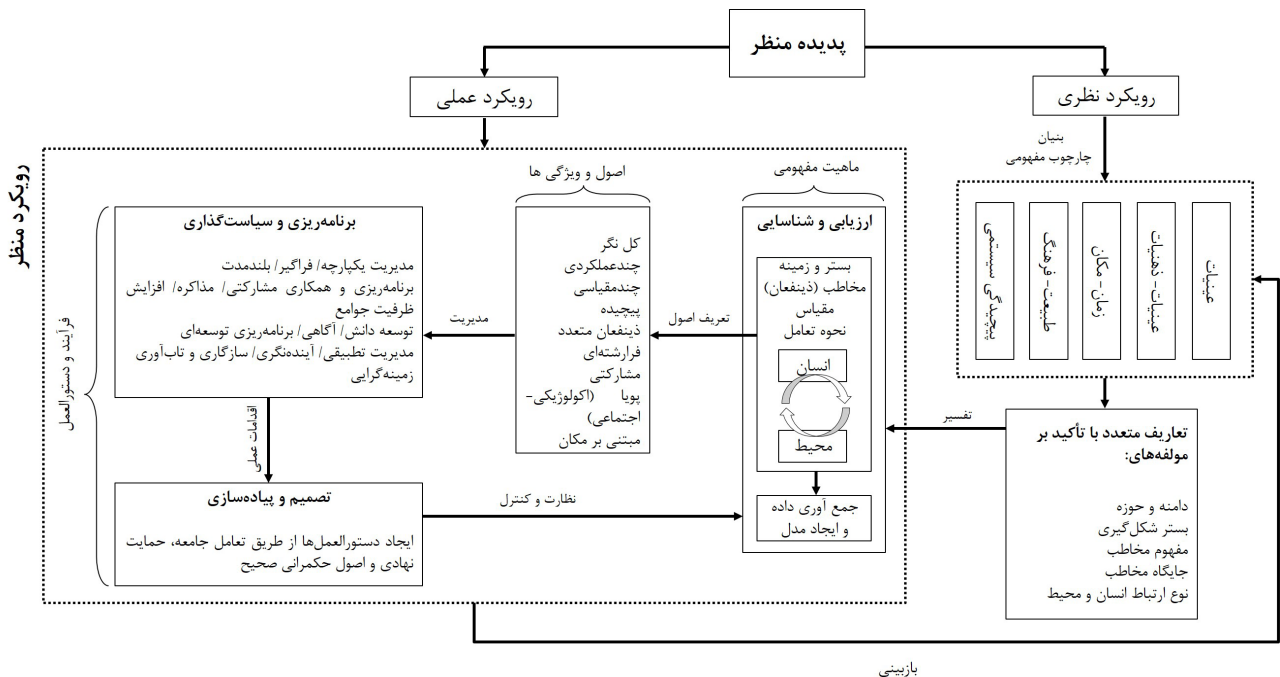 پدیده منظر
رویکرد نظری
رویکرد عملی
بنیان
چارچوب مفهومی
عینیات
عینیات-ذهنیات
زمان-مکان
طبیعت-فرهنگ
پیچیدگی سیستمی
تعاریف متعدد با تأکید بر
مولفه‌های:
دامنه و حوزه
بستر شکل‌گیری
مفهوم مخاطب
جایگاه مخاطب
نوع ارتباط انسان و محیط
تفسیر
رویکرد منظر
ماهیت مفهومی
ارزیابی و شناسایی
بستر و زمینه
مخاطب (ذینفعان)
مقیاس
نحوه تعامل
انسان
محیط
جمع آوری داده
و ایجاد مدل
تعریف اصول
اصول و ویژگی ها
کل نگر
چندعملکردی
چندمقیاسی
پیچیده
ذینفعان متعدد
فرارشته‌ای
مشارکتی
پویا (اکولوژیکی-
اجتماعی)
مبتنی بر مکان
مدیریت
فرآیند و دستورالعمل
برنامه‌ریزی و سیاست‌گذاری
مدیریت یکپارچه/ فراگیر/ بلندمدت
برنامه‌ریزی و همکاری مشارکتی/ مذاکره/ افزایش
ظرفیت جوامع
توسعه دانش/ آگاهی/ برنامه‌ریزی توسعه‌ای
مدیریت تطبیقی/ آینده‌نگری/ سازگاری و تاب‌آوری
زمینه‌گرایی
اقدامات عملی
تصمیم و پیاده‌سازی
ایجاد دستورالعمل‌ها از طریق تعامل جامعه، حمایت
نهادی و اصول حکمرانی صحیح
نظارت و کنترل
بازبینی